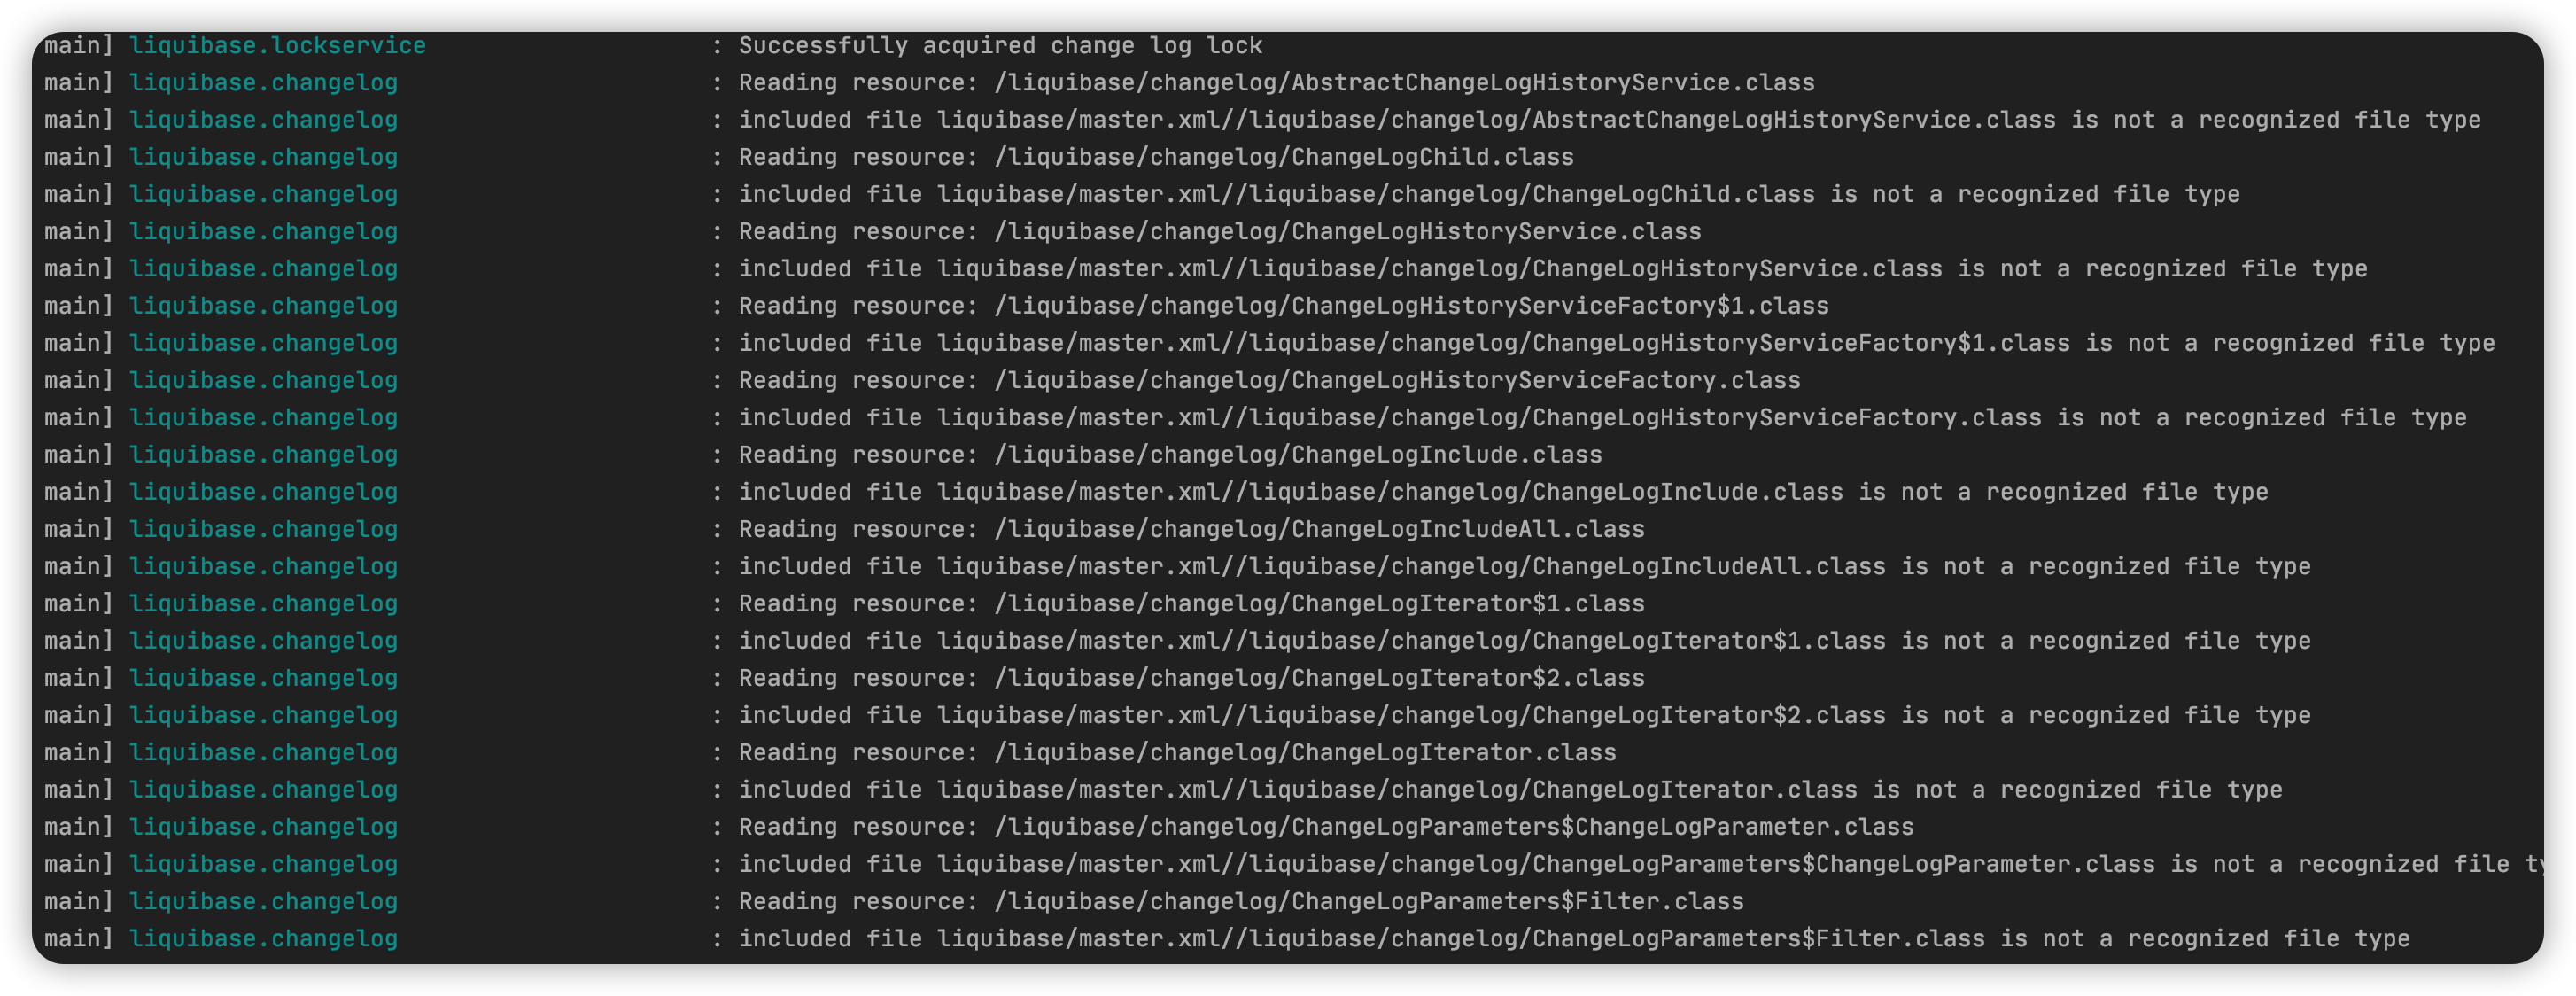 main] liquibase.lockservice : Successfully acquired change log lock
main] liquibase.changelog : Reading resource: /liquibase/changelog/AbstractChangeLogHistoryService.class
main] liquibase.changelog : included file liquibase/master.xml//liquibase/changelog/AbstractChangeLogHistoryService.class is not a recognized file type
main] liquibase.changelog : Reading resource: /liquibase/changelog/ChangeLogChild.class
main] liquibase.changelog : included file liquibase/master.xml//liquibase/changelog/ChangeLogChild.class is not a recognized file type
main] liquibase.changelog : Reading resource: /liquibase/changelog/ChangeLogHistoryService.class
main] liquibase.changelog : included file liquibase/master.xml//liquibase/changelog/ChangeLogHistoryService.class is not a recognized file type
main] liquibase.changelog : Reading resource: /liquibase/changelog/ChangeLogHistoryServiceFactory$1.class
main] liquibase.changelog : included file liquibase/master.xml//liquibase/changelog/ChangeLogHistoryServiceFactory$1.class is not a recognized file type
main] liquibase.changelog : Reading resource: /liquibase/changelog/ChangeLogHistoryServiceFactory.class
main] liquibase.changelog : included file liquibase/master.xml//liquibase/changelog/ChangeLogHistoryServiceFactory.class is not a recognized file type
main] liquibase.changelog : Reading resource: /liquibase/changelog/ChangeLogInclude.class
main] liquibase.changelog : included file liquibase/master.xml//liquibase/changelog/ChangeLogInclude.class is not a recognized file type
main] liquibase.changelog : Reading resource: /liquibase/changelog/ChangeLogIncludeAll.class
main] liquibase.changelog : included file liquibase/master.xml//liquibase/changelog/ChangeLogIncludeAll.class is not a recognized file type
main] liquibase.changelog : Reading resource: /liquibase/changelog/ChangeLogIterator$1.class
main] liquibase.changelog : included file liquibase/master.xml//liquibase/changelog/ChangeLogIterator$1.class is not a recognized file type
main] liquibase.changelog : Reading resource: /liquibase/changelog/ChangeLogIterator$2.class
main] liquibase.changelog : included file liquibase/master.xml//liquibase/changelog/ChangeLogIterator$2.class is not a recognized file type
main] liquibase.changelog : Reading resource: /liquibase/changelog/ChangeLogIterator.class
main] liquibase.changelog : included file liquibase/master.xml//liquibase/changelog/ChangeLogIterator.class is not a recognized file type
main] liquibase.changelog : Reading resource: /liquibase/changelog/ChangeLogParameters$ChangeLogParameter.class
main] liquibase.changelog : included file liquibase/master.xml//liquibase/changelog/ChangeLogParameters$ChangeLogParameter.class is not a recognized file
main] liquibase.changelog : Reading resource: /liquibase/changelog/ChangeLogParameters$Filter.class
main] liquibase.changelog : included file liquibase/master.xml//liquibase/changelog/ChangeLogParameters$Filter.class is not a recognized file type